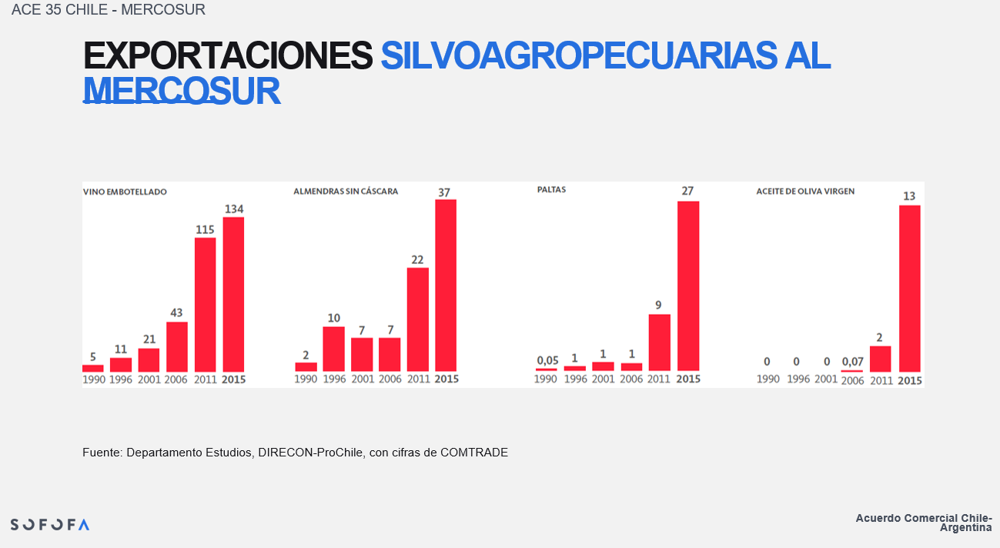 ACE 35 CHILE - MERCOSUR
EXPORTACIONES SILVOAGROPECUARIAS AL
MERCOSUR
VINO EMBOTELLADO
134
115
43
21
11
5
1990 1996 2001 2006 2011 2015
ALMENDRAS SIN CÁSCARA
37
22
10
7
7
2
1990 1996 2001 2006 2011 2015
PALTAS
27
9
0,05 1 1 1
1990 1996 2001 2006 2011 2015
ACEITE DE OLIVA VIRGEN
13
2
0 0 0 0,07
1990 1996 2001 2006 2011 2015
Fuente: Departamento Estudios, DIRECON-ProChile, con cifras de COMTRADE
SOFOFA
Acuerdo Comercial Chile-
Argentina